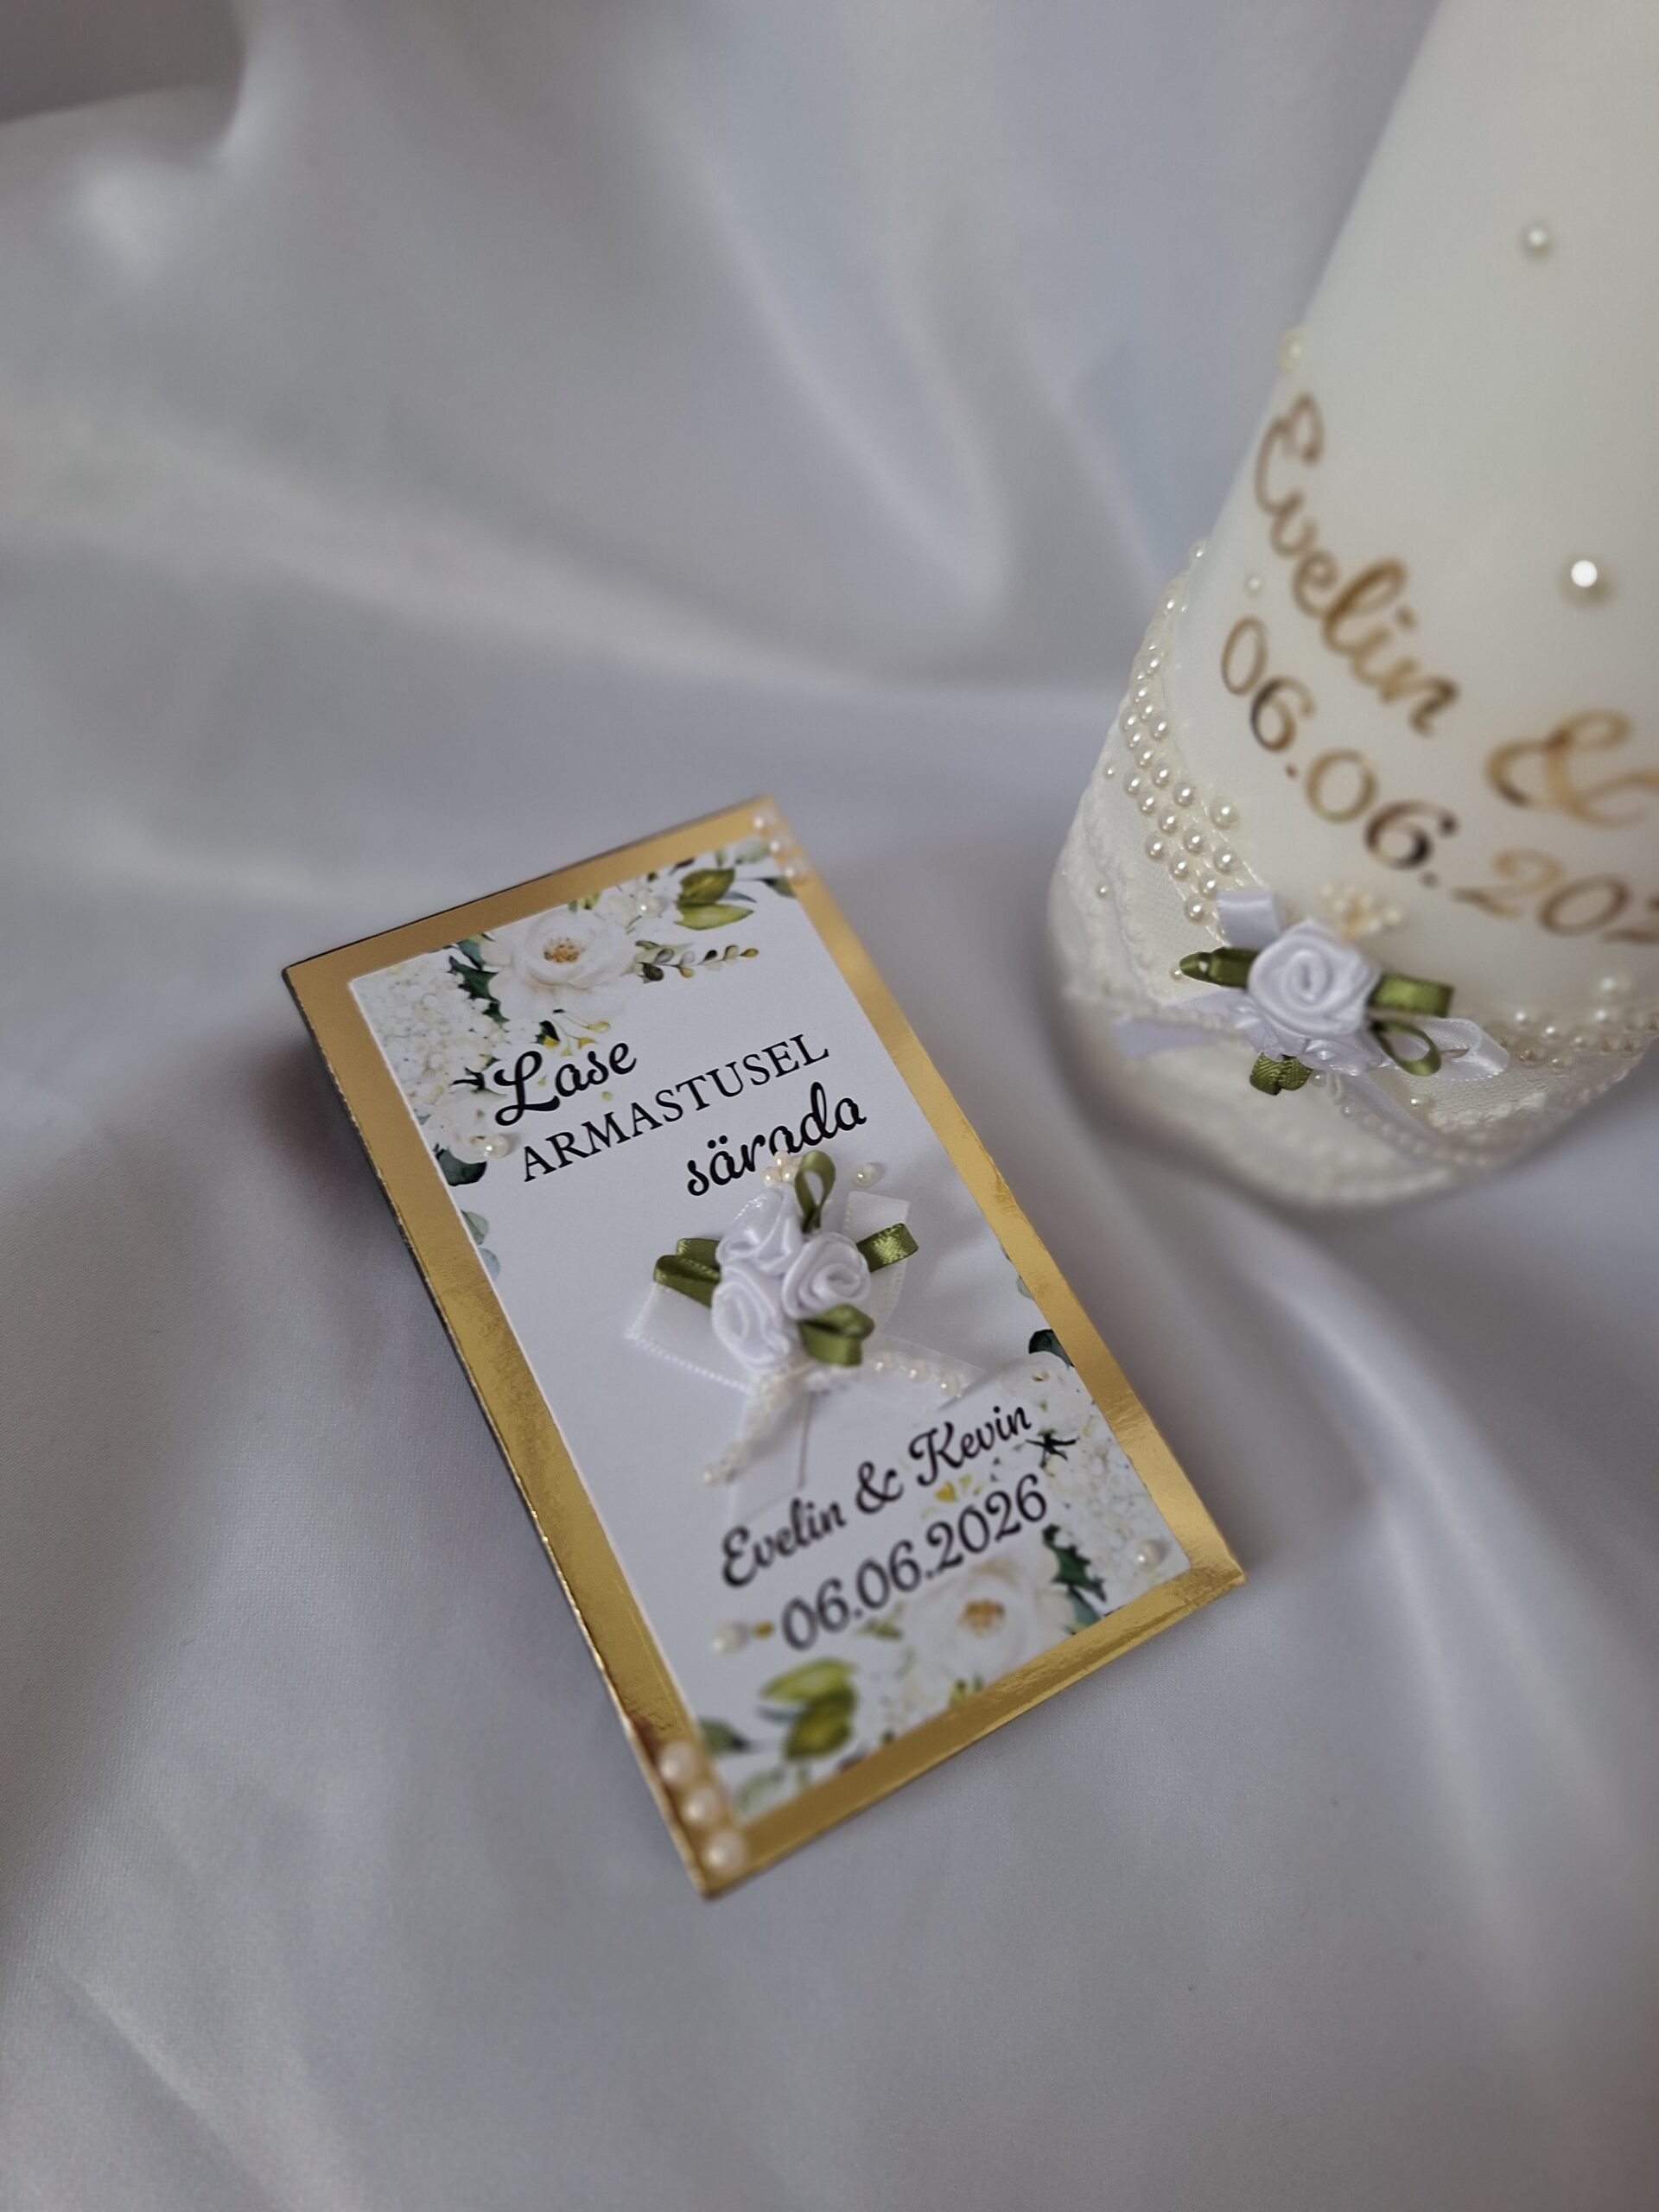 Lase
ARMASTUSEL
särada
Evelin & Kevin
06.06.2026
Evelin &
06.06.202